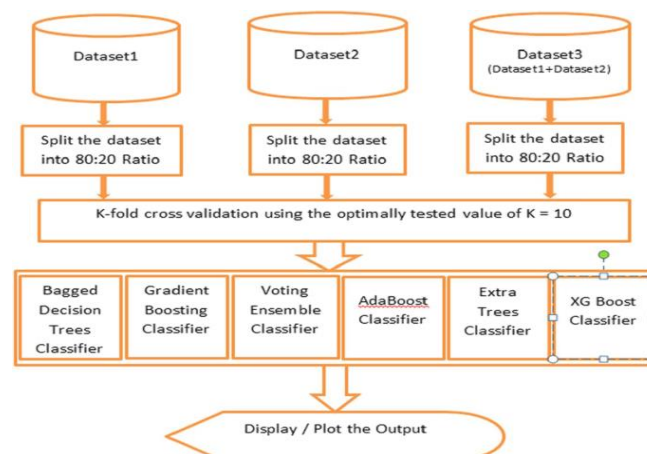 Dataset1
Dataset2
Dataset3
(Dataset1+Dataset2)
Split the dataset
into 80:20 Ratio
Split the dataset
into 80:20 Ratio
Split the dataset
into 80:20 Ratio
K-fold cross validation using the optimally tested value of K = 10
Bagged
Decision
Trees
Classifier
Gradient
Boosting
Classifier
Voting
Ensemble
Classifier
AdaBoost
Classifier
Extra
Trees
Classifier
XG Boost
Classifier
Display / Plot the Output